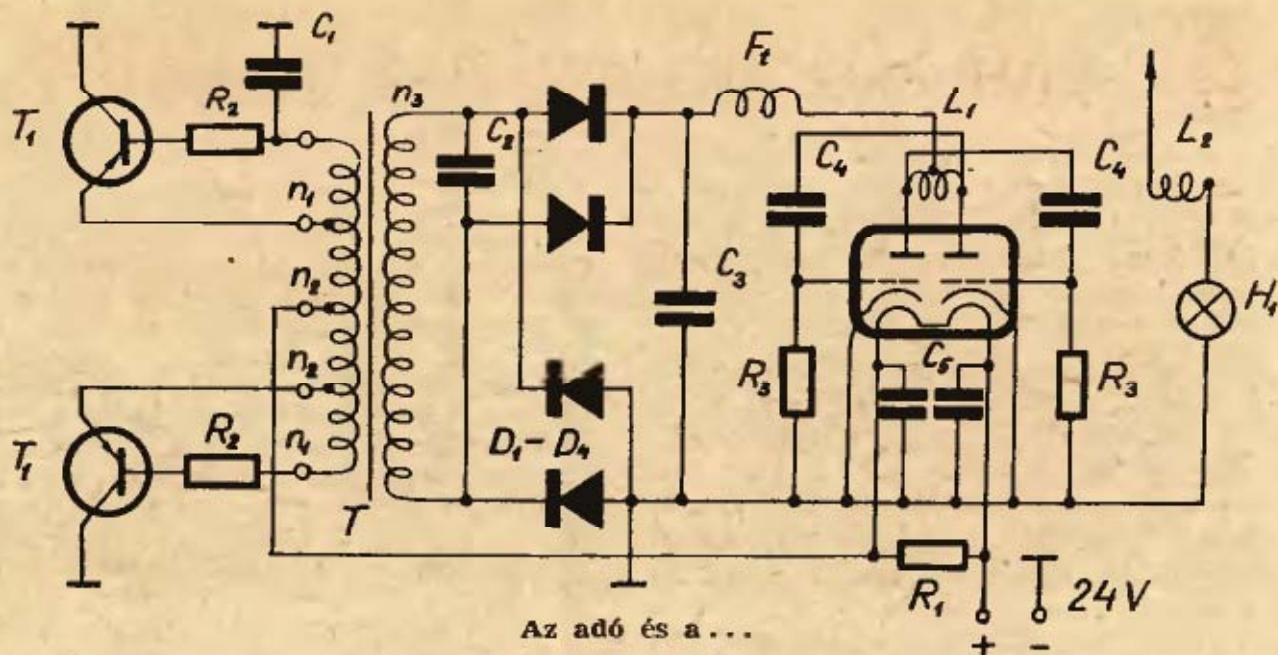 C₁
T₁
R₂
n₃
n₁
C₂
n₂
n₂
R₂
n₁
T₁
T
D₁-D₄
C₃
Fₜ
L₁
C₄
C₄
R₃
C₅
R₃
L₂
H₁
R₁
24V
+ -
Az adó és a...